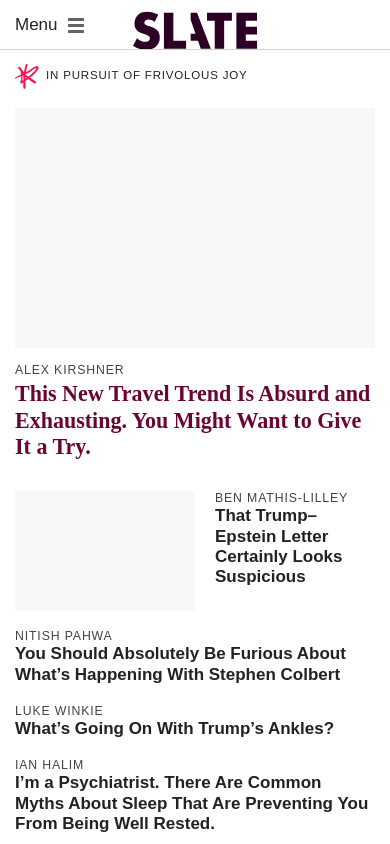 Menu
SLATE
IN PURSUIT OF FRIVOLOUS JOY
ALEX KIRSHNER
This New Travel Trend Is Absurd and
Exhausting. You Might Want to Give
It a Try.
BEN MATHIS-LILLEY
That Trump–
Epstein Letter
Certainly Looks
Suspicious
NITISH PAHWA
You Should Absolutely Be Furious About
What’s Happening With Stephen Colbert
LUKE WINKIE
What’s Going On With Trump’s Ankles?
IAN HALIM
I’m a Psychiatrist. There Are Common
Myths About Sleep That Are Preventing You
From Being Well Rested.